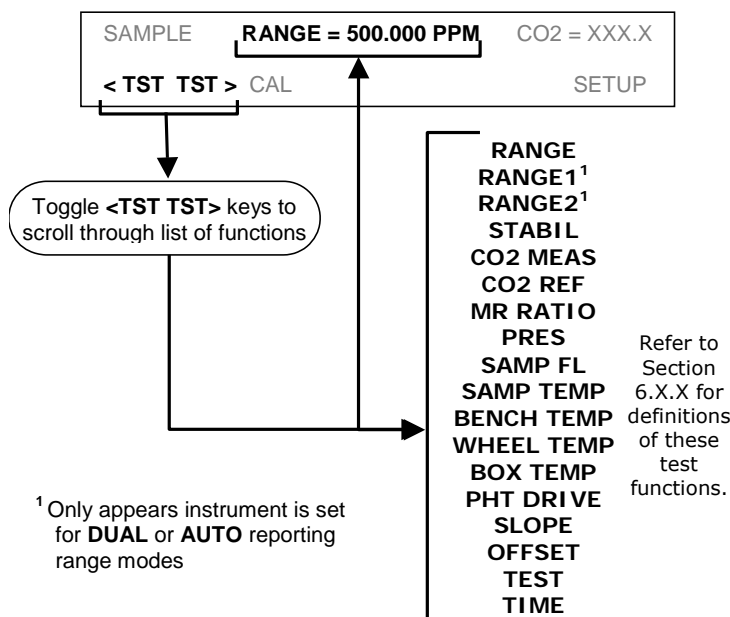 SAMPLE RANGE = 500.000 PPM CO2 = XXX.X
< TST TST > CAL SETUP
Toggle <TST TST> keys to
scroll through list of functions
RANGE
RANGE1¹
RANGE2¹
STABIL
CO2 MEAS
CO2 REF
MR RATIO
PRES
SAMP FL
SAMP TEMP
BENCH TEMP
WHEEL TEMP
BOX TEMP
PHT DRIVE
SLOPE
OFFSET
TEST
TIME
Refer to
Section
6.X.X for
definitions
of these
test
functions.
¹ Only appears instrument is set
for DUAL or AUTO reporting
range modes